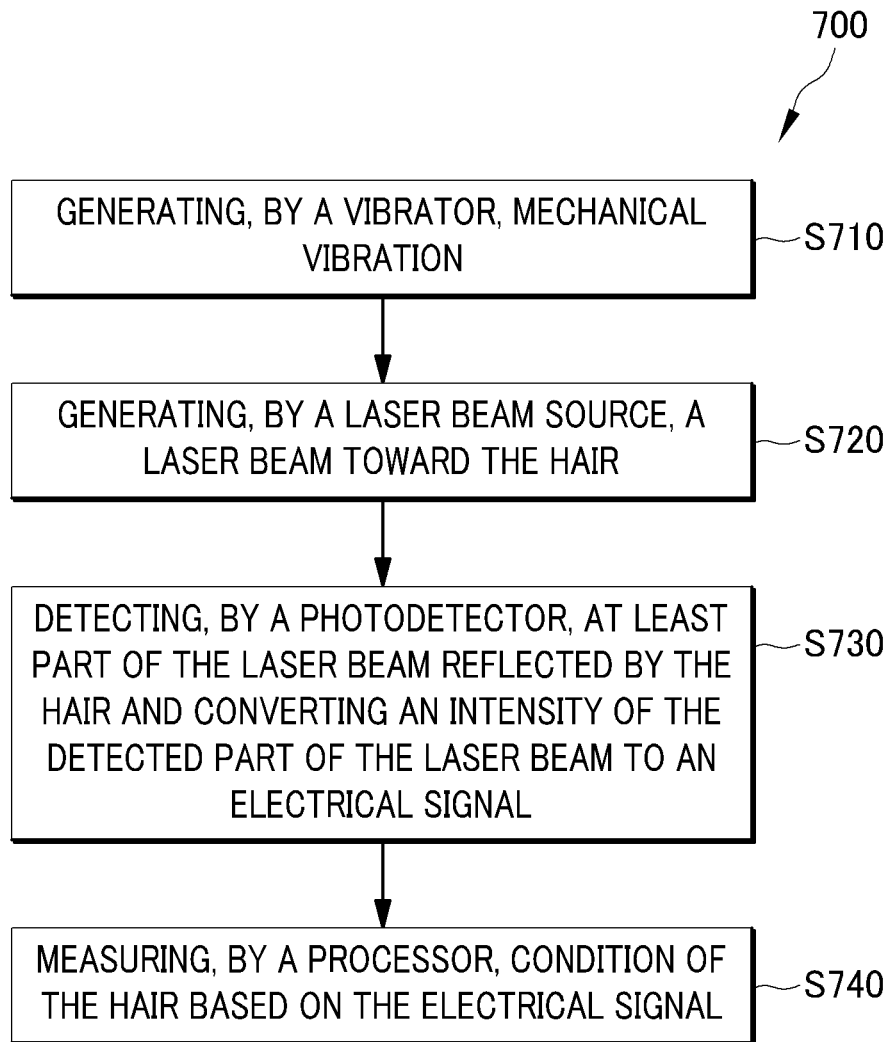 700
GENERATING, BY A VIBRATOR, MECHANICAL
VIBRATION
S710
GENERATING, BY A LASER BEAM SOURCE, A
LASER BEAM TOWARD THE HAIR
S720
DETECTING, BY A PHOTODETECTOR, AT LEAST
PART OF THE LASER BEAM REFLECTED BY THE
HAIR AND CONVERTING AN INTENSITY OF THE
DETECTED PART OF THE LASER BEAM TO AN
ELECTRICAL SIGNAL
S730
MEASURING, BY A PROCESSOR, CONDITION OF
THE HAIR BASED ON THE ELECTRICAL SIGNAL
S740